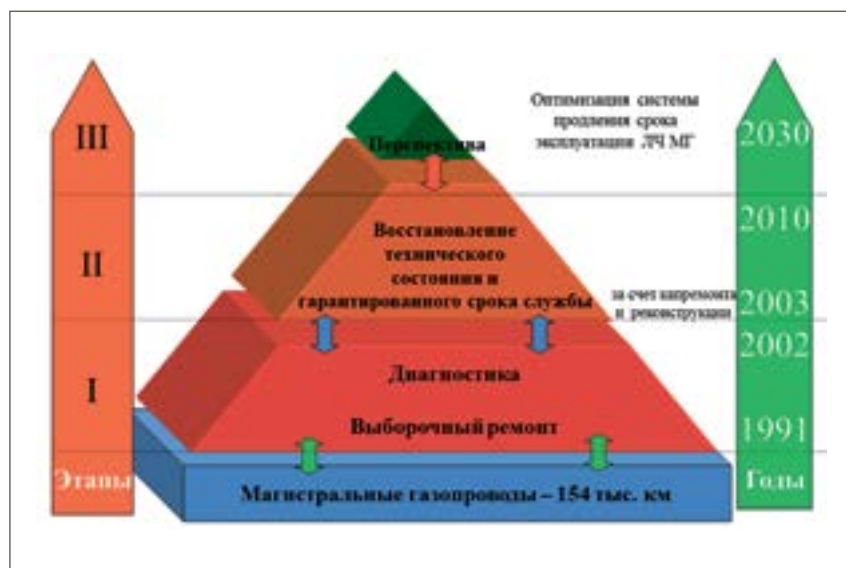 III
II
I
Этапы
Перспектива
Восстановление
технического
состояния и
гарантированного срока службы
Диагностика
Выборочный ремонт
Магистральные газопроводы – 154 тыс. км
Оптимизация системы
продления срока
эксплуатации ЛЧ МГ
за счет капремонта
и реконструкции
2030
2010
2003
2002
1991
Годы